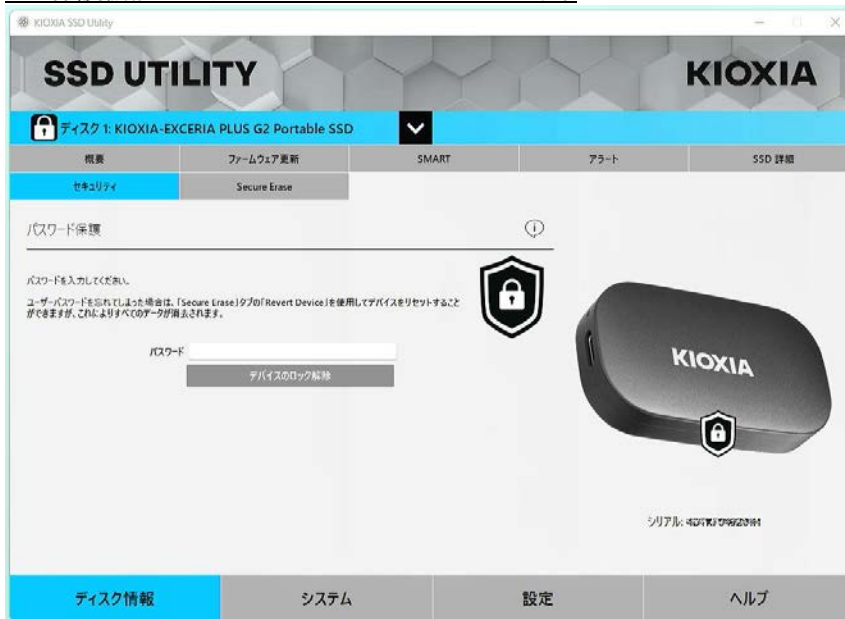 KIOXIA SSD Utility
SSD UTILITY
KIOXIA
ディスク 1: KIOXIA-EXCERIA PLUS G2 Portable SSD
概要 ファームウェア更新 SMART アラート SSD 詳細
セキュリティ Secure Erase
パスワード保護
パスワードを入力してください。
ユーザーパスワードを忘れてしまった場合は、「Secure Erase」タブの「Revert Device」を使用してデバイスをリセットすること
ができますが、これによりすべてのデータが消去されます。
パスワード
デバイスのロック解除
KIOXIA
シリアル:
ディスク情報 システム 設定 ヘルプ